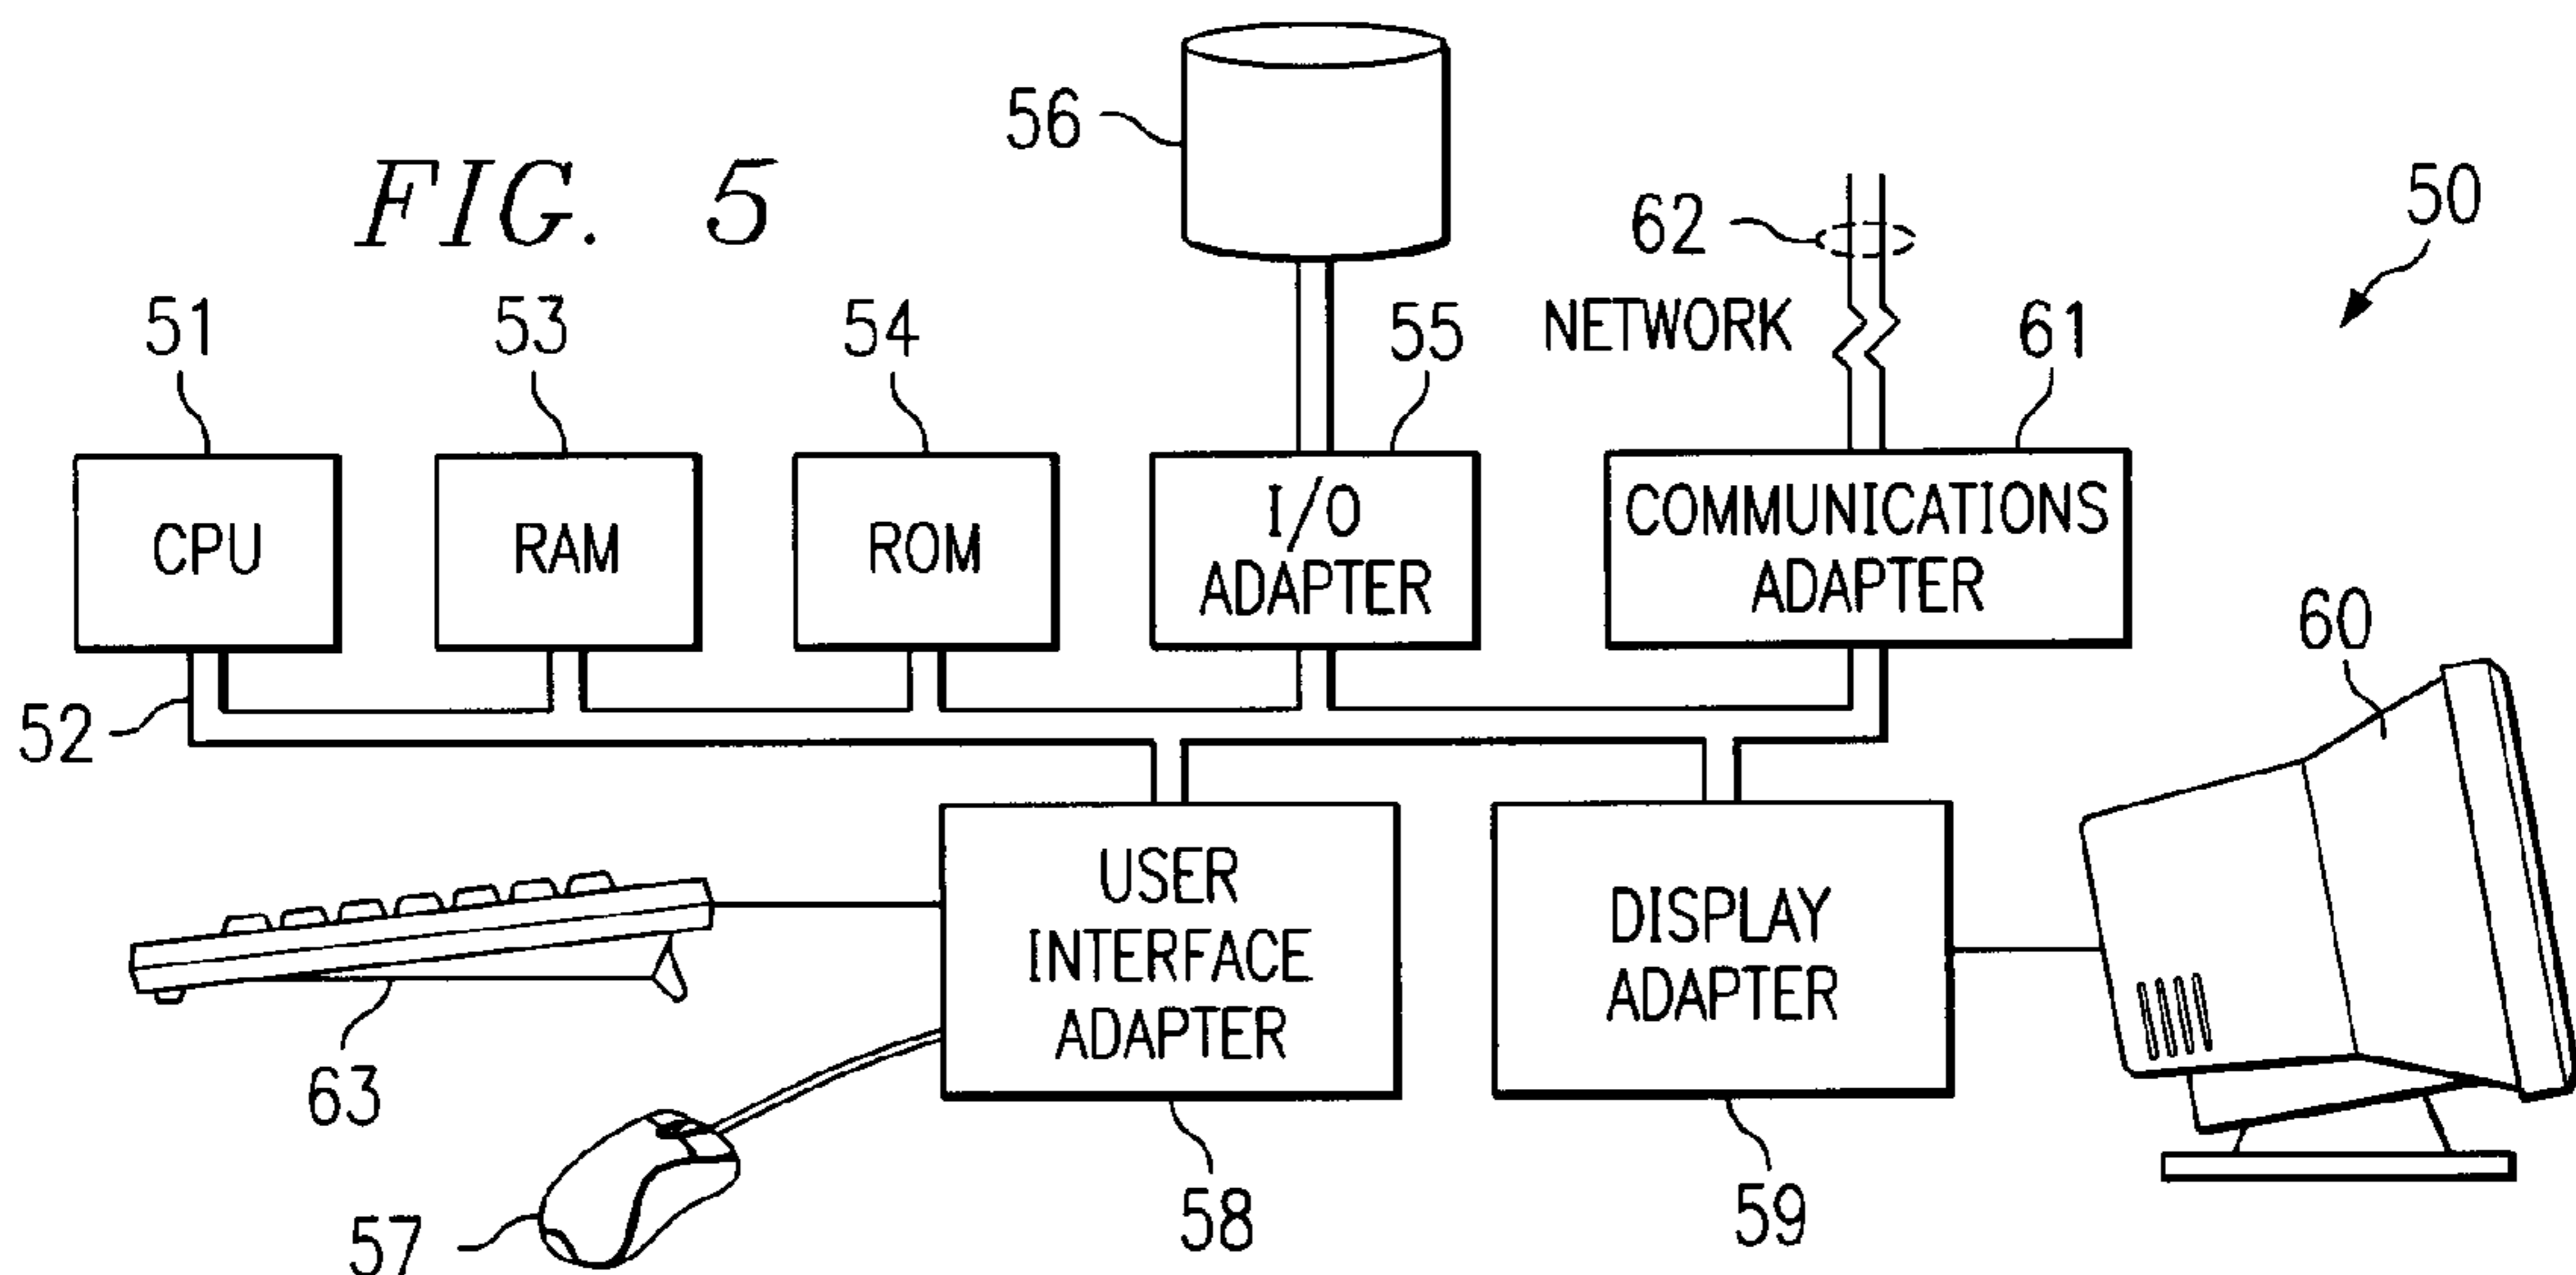 FIG. 5
56
50
62
NETWORK
51
53
54
55
61
CPU
RAM
ROM
I/O
ADAPTER
COMMUNICATIONS
ADAPTER
60
52
USER
INTERFACE
ADAPTER
DISPLAY
ADAPTER
63
57
58
59